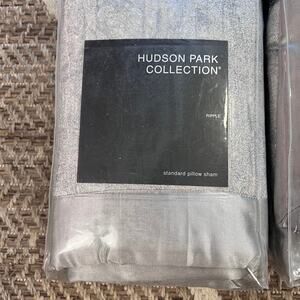 HUDSON PARK
COLLECTION®
RIPPLE
standard pillow sham